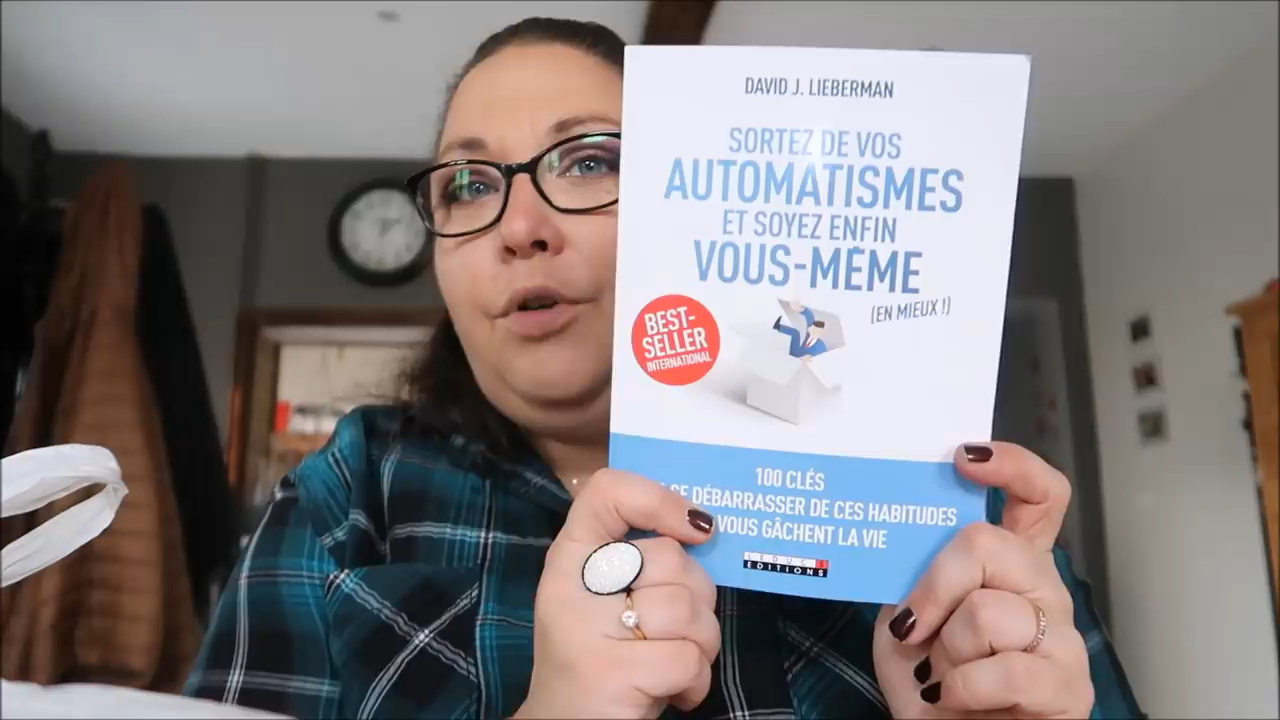 DAVID J. LIEBERMAN
SORTEZ DE VOS
AUTOMATISMES
ET SOYEZ ENFIN
VOUS-MÊME
(EN MIEUX !)
BEST-
SELLER
INTERNATIONAL
100 CLÉS
SE DÉBARRASSER DE CES HABITUDES
VOUS GÂCHENT LA VIE
LEDUC.S
EDITIONS